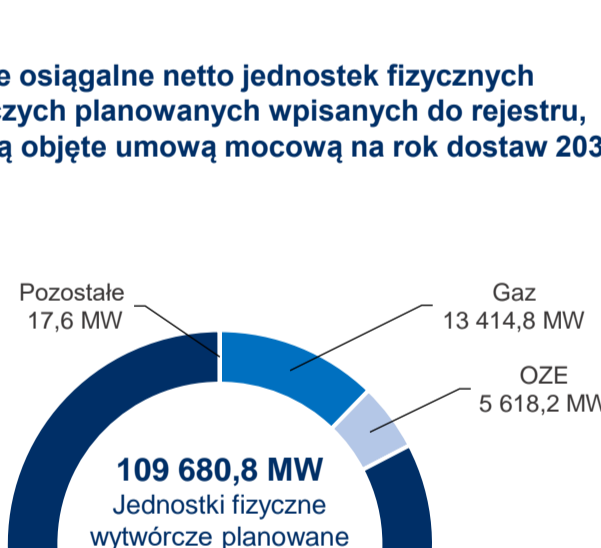 e osiągalne netto jednostek fizycznych
czych planowanych wpisanych do rejestru,
ą objęte umową mocową na rok dostaw 203
Pozostałe
17,6 MW
Gaz
13 414,8 MW
OZE
5 618,2 MW
109 680,8 MW
Jednostki fizyczne
wytwórcze planowane